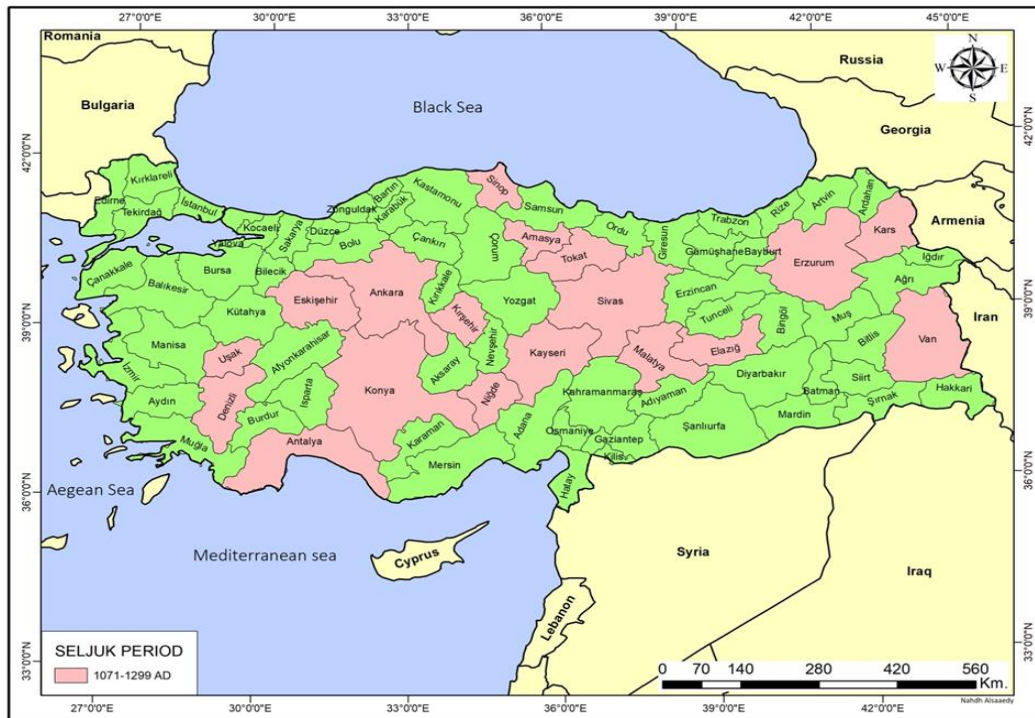 27°0'0"E 30°0'0"E 33°0'0"E 36°0'0"E 39°0'0"E 42°0'0"E 45°0'0"E
Romania
Russia
N
W E
S
Bulgaria
Black Sea
Georgia
42°0'0"N
42°0'0"N
Kırklareli
Edirne
Tekirdağ
İstanbul
Kocaeli
Yalova
Sakarya
Düzce
Zonguldak
Bartın
Karabük
Kastamonu
Sinop
Samsun
Ordu
Giresun
Trabzon
Rize
Artvin
Ardahan
Kars
Armenia
Bolu
Çankırı
Çorum
Amasya
Tokat
Gümüşhane
Bayburt
Erzurum
Iğdır
Ağrı
Çanakkale
Balıkesir
Bursa
Bilecik
Eskişehir
Ankara
Kırıkkale
Yozgat
Sivas
Erzincan
Tunceli
Bingöl
Muş
Bitlis
Van
Iran
39°0'0"N
39°0'0"N
Kütahya
Manisa
Uşak
Afyonkarahisar
Kırşehir
Nevşehir
Kayseri
Malatya
Elazığ
Diyarbakır
Batman
Siirt
Şırnak
Hakkari
İzmir
Aydın
Denizli
Burdur
Isparta
Konya
Aksaray
Niğde
Kahramanmaraş
Adıyaman
Şanlıurfa
Mardin
Muğla
Antalya
Karaman
Mersin
Adana
Osmaniye
Gaziantep
Kilis
Hatay
36°0'0"N
36°0'0"N
Aegean Sea
Mediterranean sea
Cyprus
Syria
Iraq
Lebanon
33°0'0"N
33°0'0"N
SELJUK PERIOD
1071-1299 AD
0 70 140 280 420 560
Km.
Nahdh Alsaaedy
27°0'0"E 30°0'0"E 33°0'0"E 36°0'0"E 39°0'0"E 42°0'0"E